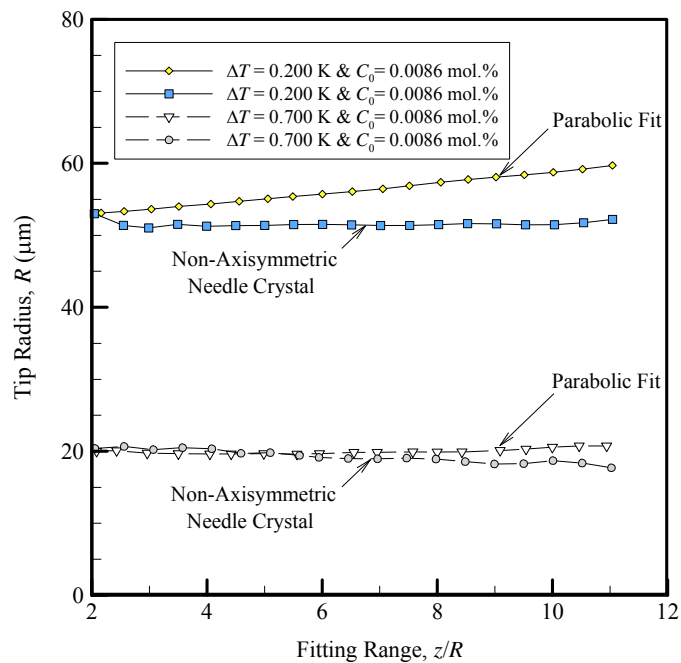 80
60
40
20
0
2
4
6
8
10
12
Tip Radius, R (μm)
Fitting Range, z/R
ΔT = 0.200 K & C₀= 0.0086 mol.%
ΔT = 0.200 K & C₀= 0.0086 mol.%
ΔT = 0.700 K & C₀= 0.0086 mol.%
ΔT = 0.700 K & C₀= 0.0086 mol.%
Parabolic Fit
Non-Axisymmetric
Needle Crystal
Parabolic Fit
Non-Axisymmetric
Needle Crystal